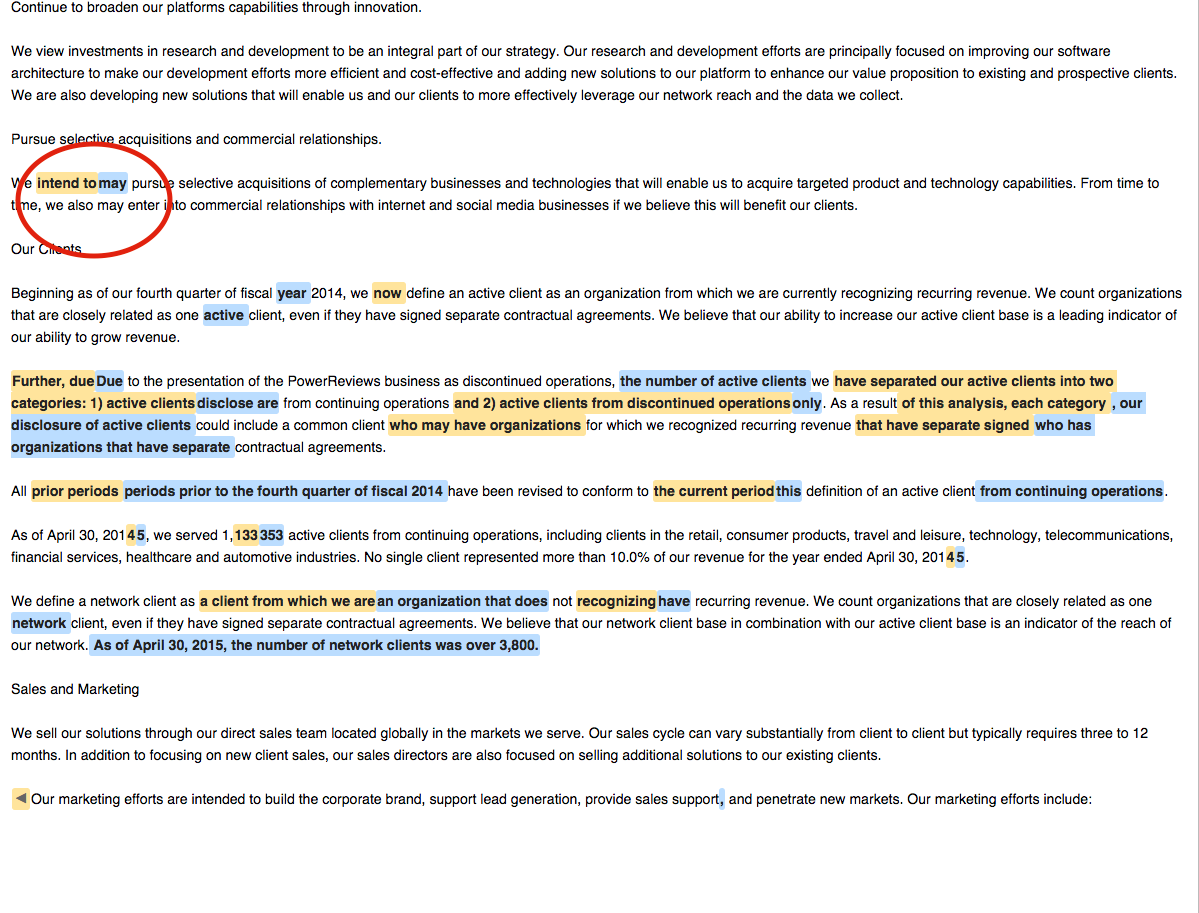 Continue to broaden our platforms capabilities through innovation.
We view investments in research and development to be an integral part of our strategy. Our research and development efforts are principally focused on improving our software
architecture to make our development efforts more efficient and cost-effective and adding new solutions to our platform to enhance our value proposition to existing and prospective clients.
We are also developing new solutions that will enable us and our clients to more effectively leverage our network reach and the data we collect.
Pursue selective acquisitions and commercial relationships.
We intend to may pursue selective acquisitions of complementary businesses and technologies that will enable us to acquire targeted product and technology capabilities. From time to
time, we also may enter into commercial relationships with internet and social media businesses if we believe this will benefit our clients.
Our Clients
Beginning as of our fourth quarter of fiscal year 2014, we now define an active client as an organization from which we are currently recognizing recurring revenue. We count organizations
that are closely related as one active client, even if they have signed separate contractual agreements. We believe that our ability to increase our active client base is a leading indicator of
our ability to grow revenue.
Further, due Due to the presentation of the PowerReviews business as discontinued operations, the number of active clients we have separated our active clients into two
categories: 1) active clients disclose are from continuing operations and 2) active clients from discontinued operations only. As a result of this analysis, each category , our
disclosure of active clients could include a common client who may have organizations for which we recognized recurring revenue that have separate signed who has
organizations that have separate contractual agreements.
All prior periods periods prior to the fourth quarter of fiscal 2014 have been revised to conform to the current period this definition of an active client from continuing operations.
As of April 30, 20145, we served 1,133353 active clients from continuing operations, including clients in the retail, consumer products, travel and leisure, technology, telecommunications,
financial services, healthcare and automotive industries. No single client represented more than 10.0% of our revenue for the year ended April 30, 20145.
We define a network client as a client from which we are an organization that does not recognizing have recurring revenue. We count organizations that are closely related as one
network client, even if they have signed separate contractual agreements. We believe that our network client base in combination with our active client base is an indicator of the reach of
our network. As of April 30, 2015, the number of network clients was over 3,800.
Sales and Marketing
We sell our solutions through our direct sales team located globally in the markets we serve. Our sales cycle can vary substantially from client to client but typically requires three to 12
months. In addition to focusing on new client sales, our sales directors are also focused on selling additional solutions to our existing clients.
Our marketing efforts are intended to build the corporate brand, support lead generation, provide sales support, and penetrate new markets. Our marketing efforts include: